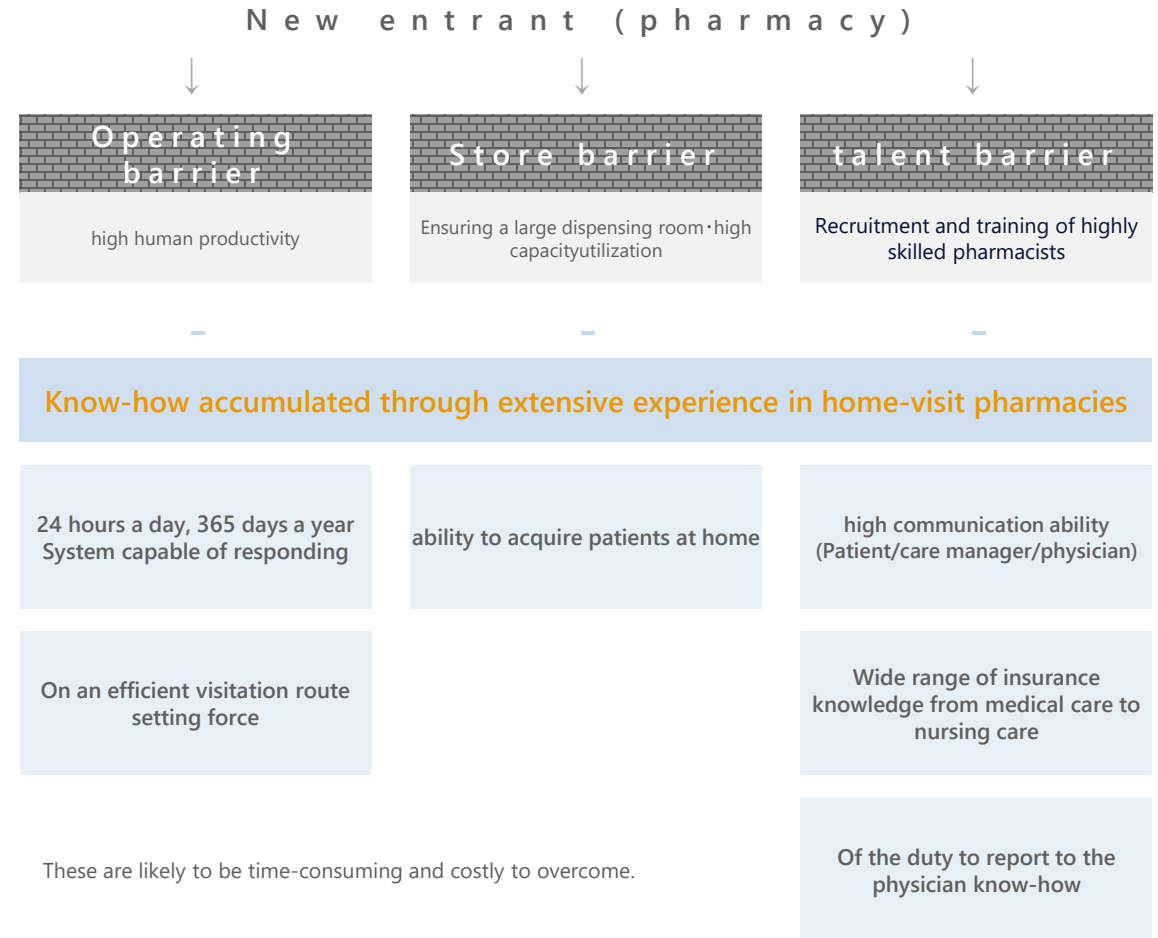 New entrant (pharmacy)
Operating
barrier
Store barrier
talent barrier
high human productivity
Ensuring a large dispensing room・high
capacityutilization
Recruitment and training of highly
skilled pharmacists
Know-how accumulated through extensive experience in home-visit pharmacies
24 hours a day, 365 days a year
System capable of responding
ability to acquire patients at home
high communication ability
(Patient/care manager/physician)
On an efficient visitation route
setting force
Wide range of insurance
knowledge from medical care to
nursing care
These are likely to be time-consuming and costly to overcome.
Of the duty to report to the
physician know-how